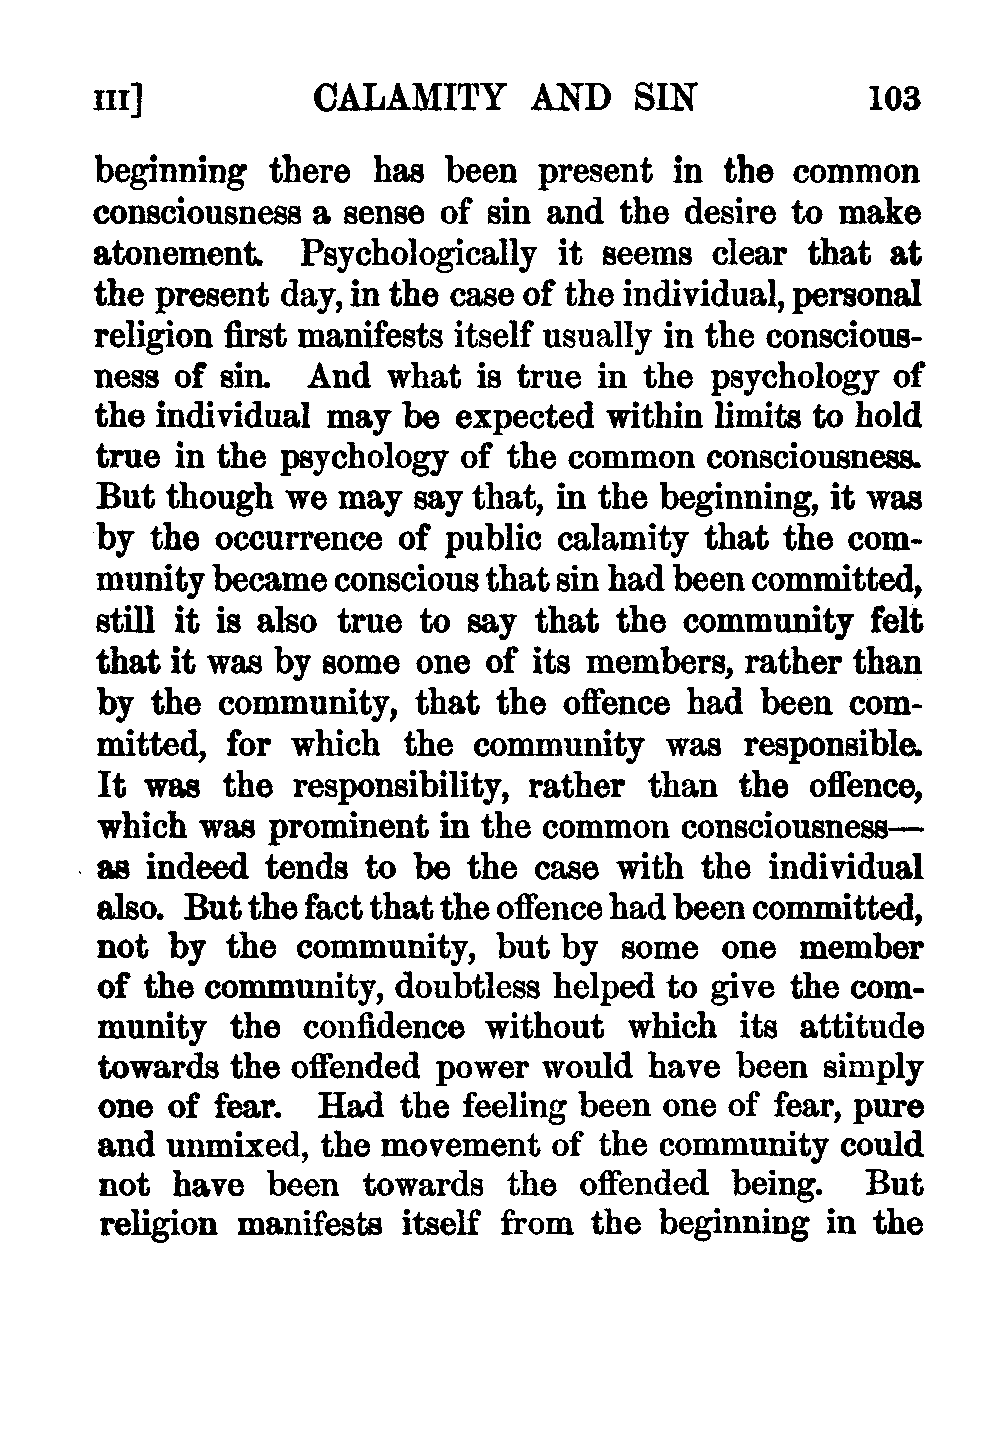 III] CALAMITY AND SIN 103
beginning there has been present in the common
consciousness a sense of sin and the desire to make
atonement. Psychologically it seems clear that at
the present day, in the case of the individual, personal
religion first manifests itself usually in the conscious-
ness of sin. And what is true in the psychology of
the individual may be expected within limits to hold
true in the psychology of the common consciousness.
But though we may say that, in the beginning, it was
by the occurrence of public calamity that the com-
munity became conscious that sin had been committed,
still it is also true to say that the community felt
that it was by some one of its members, rather than
by the community, that the offence had been com-
mitted, for which the community was responsible.
It was the responsibility, rather than the offence,
which was prominent in the common consciousness—
as indeed tends to be the case with the individual
also. But the fact that the offence had been committed,
not by the community, but by some one member
of the community, doubtless helped to give the com-
munity the confidence without which its attitude
towards the offended power would have been simply
one of fear. Had the feeling been one of fear, pure
and unmixed, the movement of the community could
not have been towards the offended being. But
religion manifests itself from the beginning in the